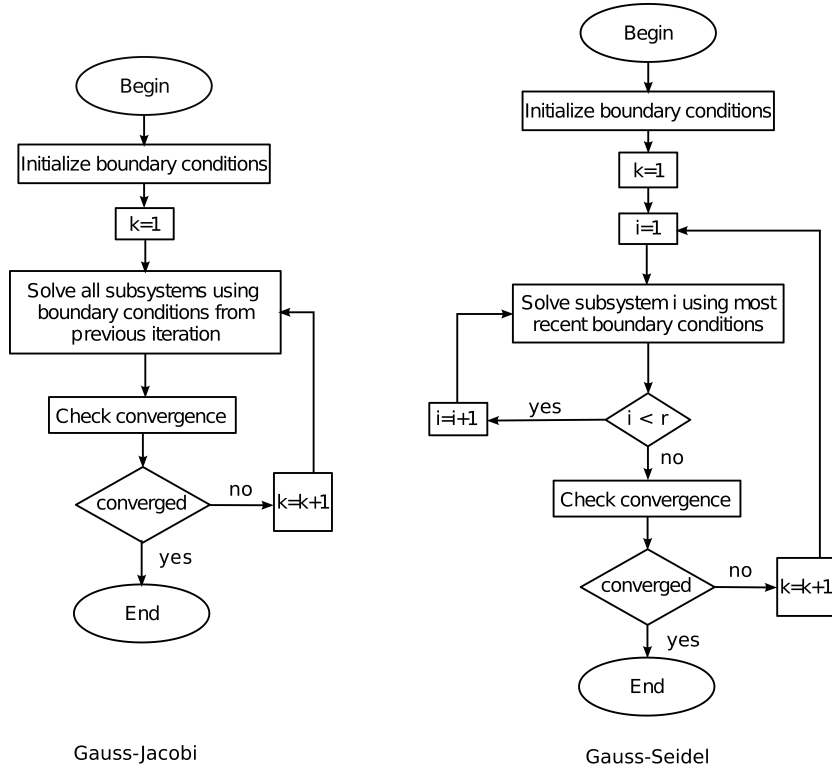 Begin
Initialize boundary conditions
k=1
Solve all subsystems using
boundary conditions from
previous iteration
Check convergence
converged
no
k=k+1
yes
End
Gauss-Jacobi
Begin
Initialize boundary conditions
k=1
i=1
Solve subsystem i using most
recent boundary conditions
i < r
yes
i=i+1
no
Check convergence
converged
no
k=k+1
yes
End
Gauss-Seidel